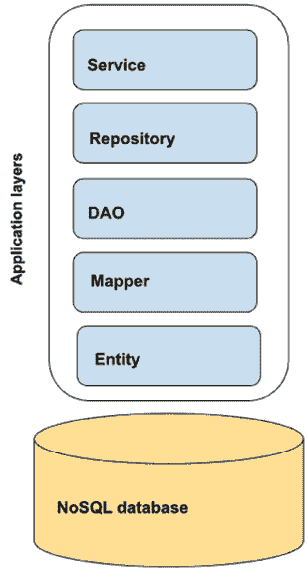 Application layers
Service
Repository
DAO
Mapper
Entity
NoSQL database